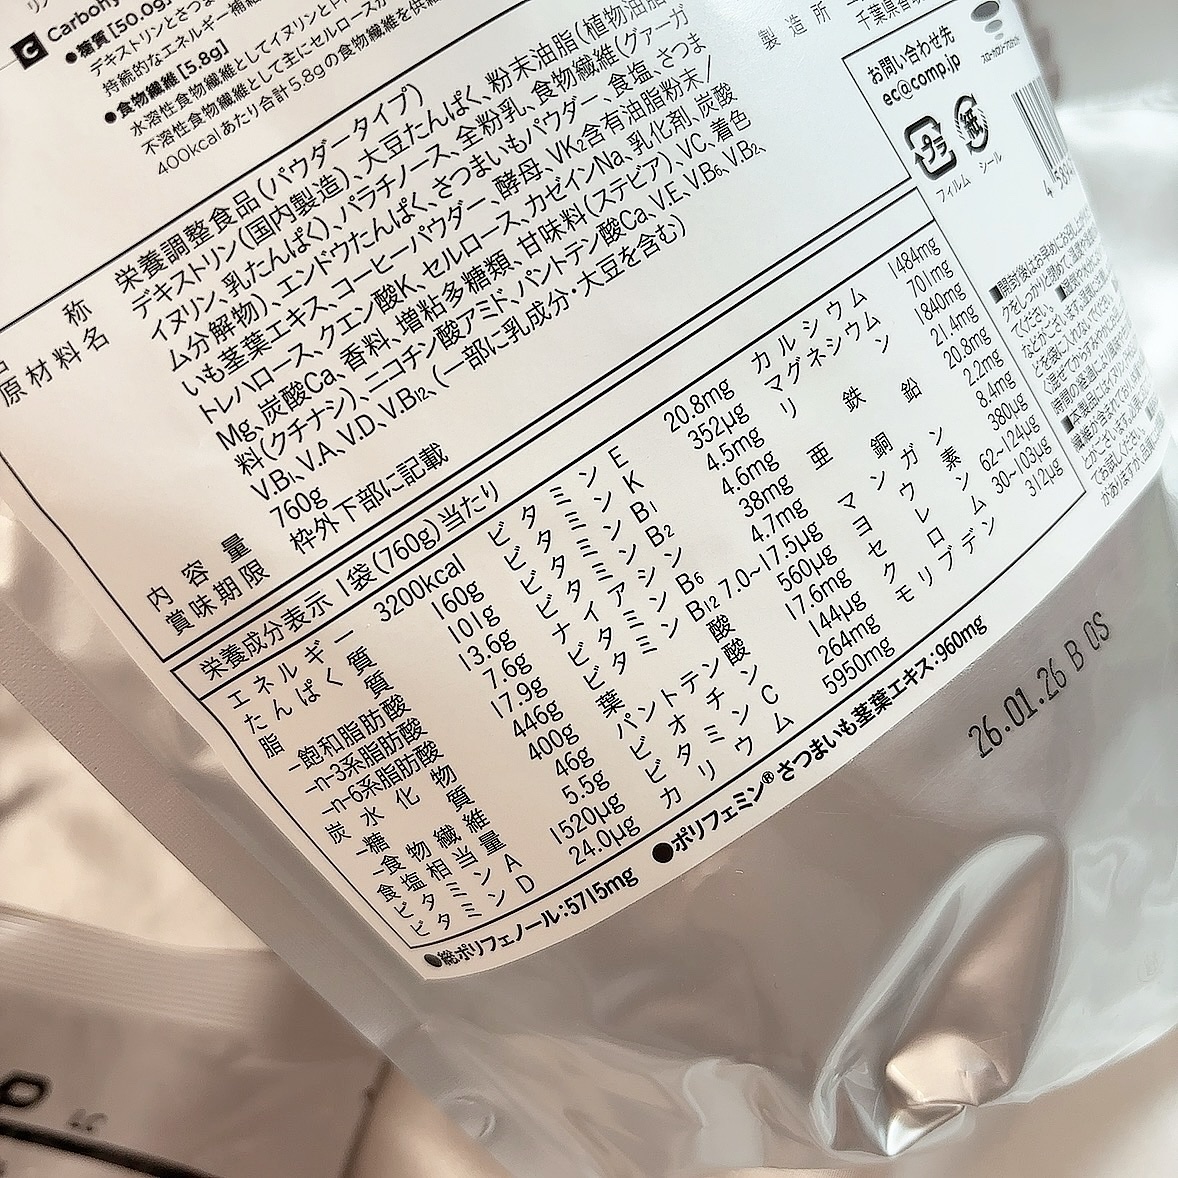 C Carbohy
●糖質 [50.0g]
デキストリンとさつま
持続的なエネルギー補給
●食物繊維 [5.8g]
水溶性食物繊維としてイヌリンと
不溶性食物繊維として主にセルロース
400kcalあたり合計5.8gの食物繊維を供給
製造所
千葉県
称 栄養調整食品(パウダータイプ)
原材料名 デキストリン(国内製造)、大豆たんぱく、粉末油脂(植物油脂
イヌリン、乳たんぱく)、パラチノース、全粉乳、食物繊維(グァーガ
ム分解物)、エンドウたんぱく、さつまいもパウダー、食塩、さつま
いも茎葉エキス、コーヒーパウダー、酵母、VK₂含有油脂粉末/
トレハロース、クエン酸K、セルロース、カゼインNa、乳化剤、炭酸
Mg、炭酸Ca、香料、増粘多糖類、甘味料(ステビア)、VC、着色
料(クチナシ)、ニコチン酸アミド、パントテン酸Ca、V.E、V.B₆、V.B₂、
V.B₁、V.A、V.D、V.B₁₂、(一部に乳成分・大豆を含む)
内容量 760g
賞味期限 枠外下部に記載
お問い合わせ先
ec@comp.jp
プラ
フィルム
紙
シール
栄養成分表示 1袋(760g)当たり
エネルギー 3200kcal
たんぱく質 160g
脂質 101g
-飽和脂肪酸 13.6g
-n-3系脂肪酸 7.6g
-n-6系脂肪酸 17.9g
炭水化物 446g
-糖質 400g
-食物繊維 46g
食塩相当量 5.5g
ビタミンA 1520μg
ビタミンD 24.0μg
ビタミンE 20.8mg
ビタミンK 352μg
ビタミンB1 4.5mg
ビタミンB2 4.6mg
ナイアシン 38mg
ビタミンB6 4.7mg
ビタミンB12 7.0~17.5μg
葉酸 560μg
パントテン酸 17.6mg
ビオチン 144μg
ビタミンC 264mg
カリウム 5950mg
カルシウム 1484mg
マグネシウム 701mg
リン 1840mg
鉄 21.4mg
亜鉛 20.8mg
銅 2.2mg
マンガン 8.4mg
ヨウ素 380μg
セレン 62~124μg
クロム 30~103μg
モリブデン 312μg
●総ポリフェノール:5715mg ●ポリフェミン®さつまいも茎葉エキス:960mg
26.01.26 B 0S